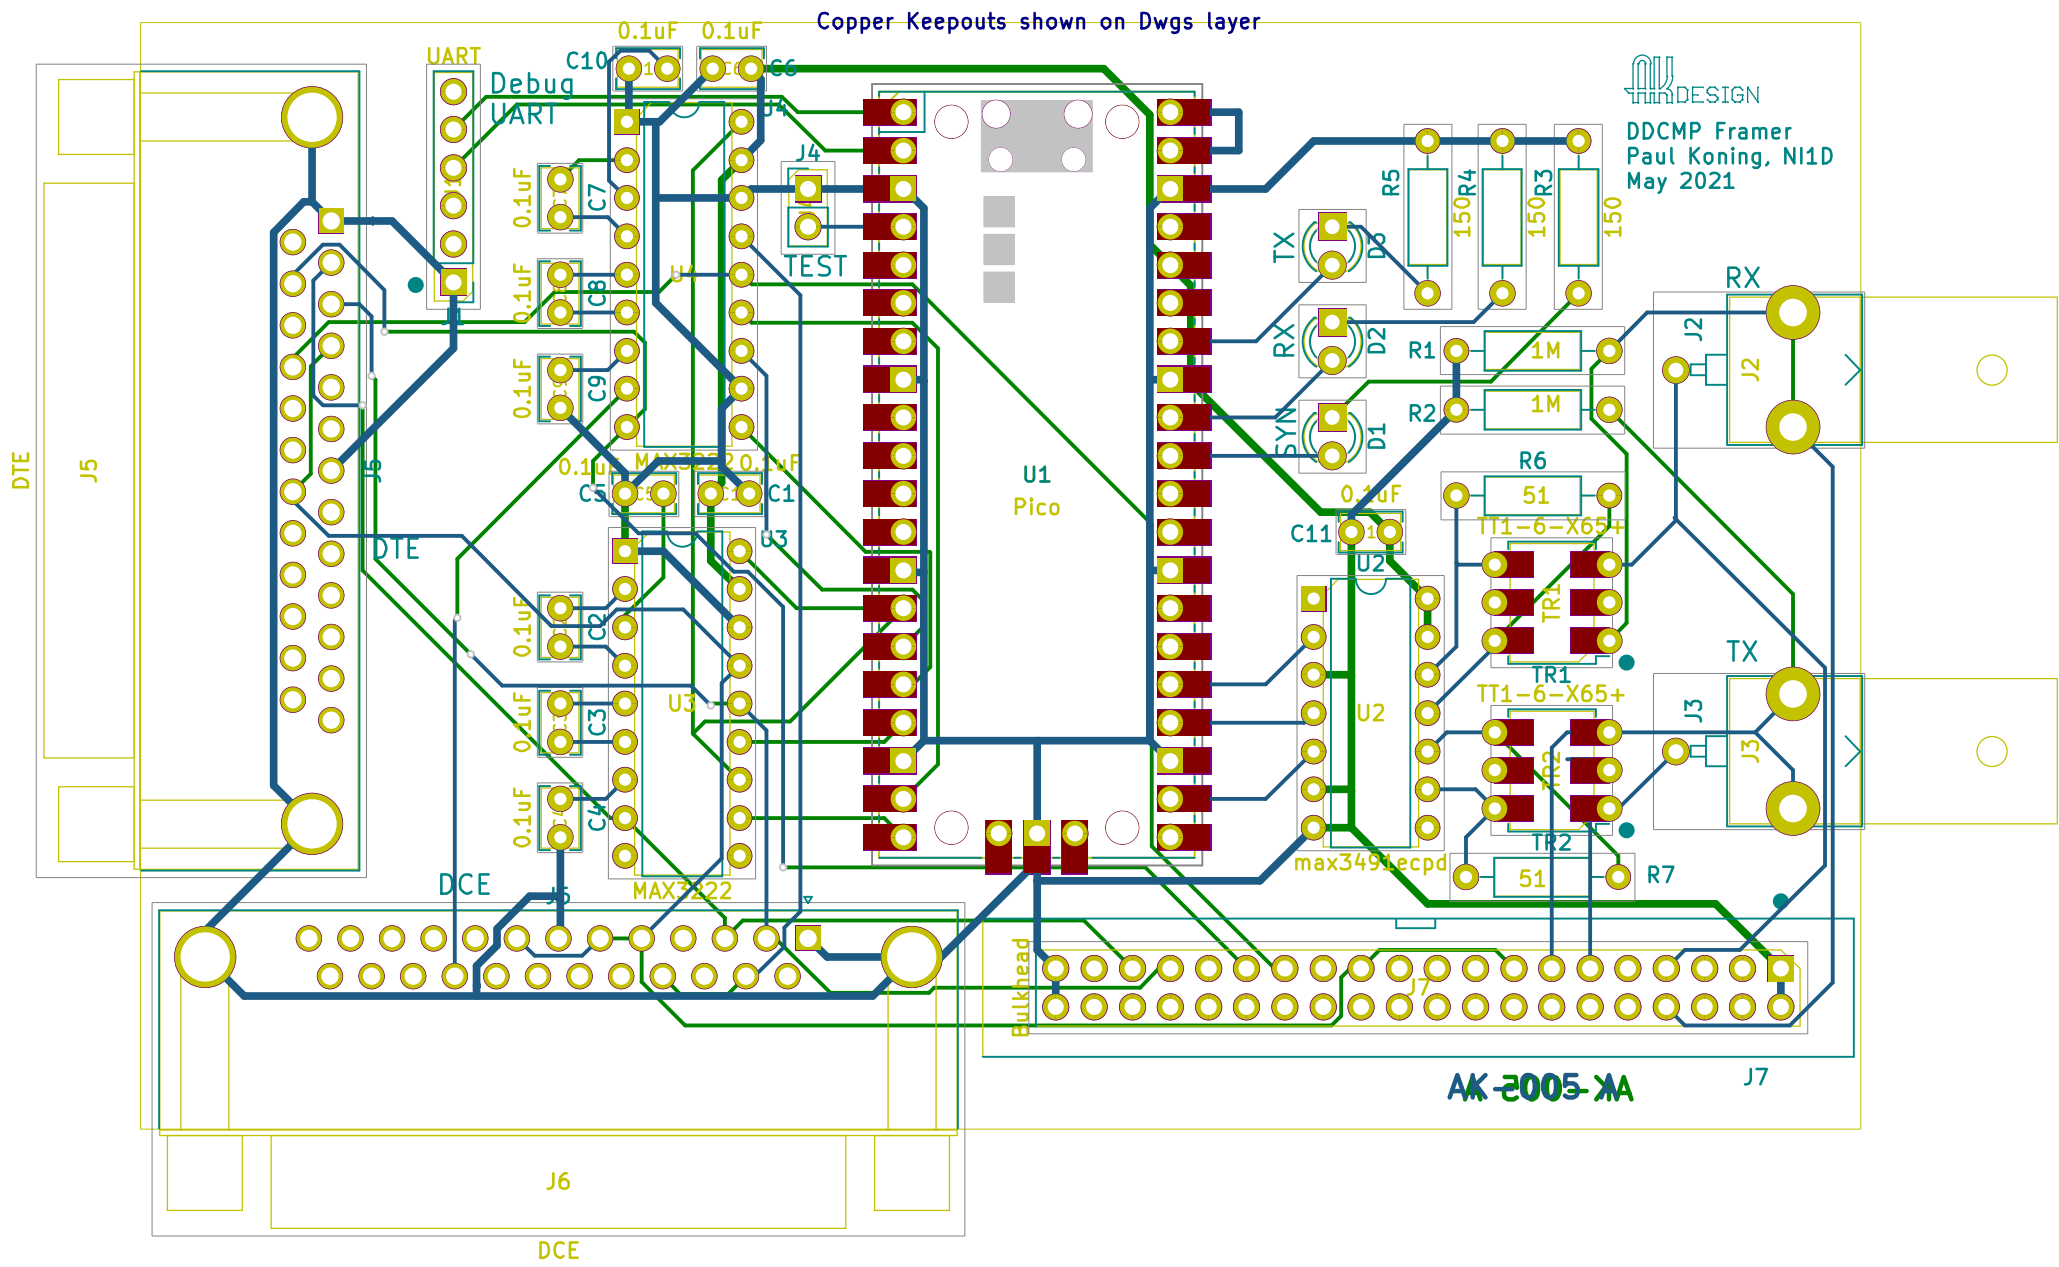 Copper Keepouts shown on Dwgs layer
0.1uF
0.1uF
UART
C10
C6
Debug
UART
AK
DESIGN
DDCMP Framer
Paul Koning, NI1D
May 2021
U4
J4
TEST
0.1uF
C7
0.1uF
C8
0.1uF
C9
U4
MAX3222
0.1uF
0.1uF
C5
C1
J1
DTE
J5
J5
DTE
U1
Pico
TX
D3
RX
D2
SYN
D1
R5
150
R4
150
R3
150
RX
J2
J2
R1
1M
R2
1M
R6
51
0.1uF
C11
TT1-6-X65+
TR1
TR1
U2
U2
max3491ecpd
TX
J3
J3
TT1-6-X65+
TR2
TR2
R7
51
U3
U3
MAX3222
0.1uF
C2
0.1uF
C3
0.1uF
C4
DCE
J6
J6
DCE
Bulkhead
J7
J7
AK-005 A
AK-005 A